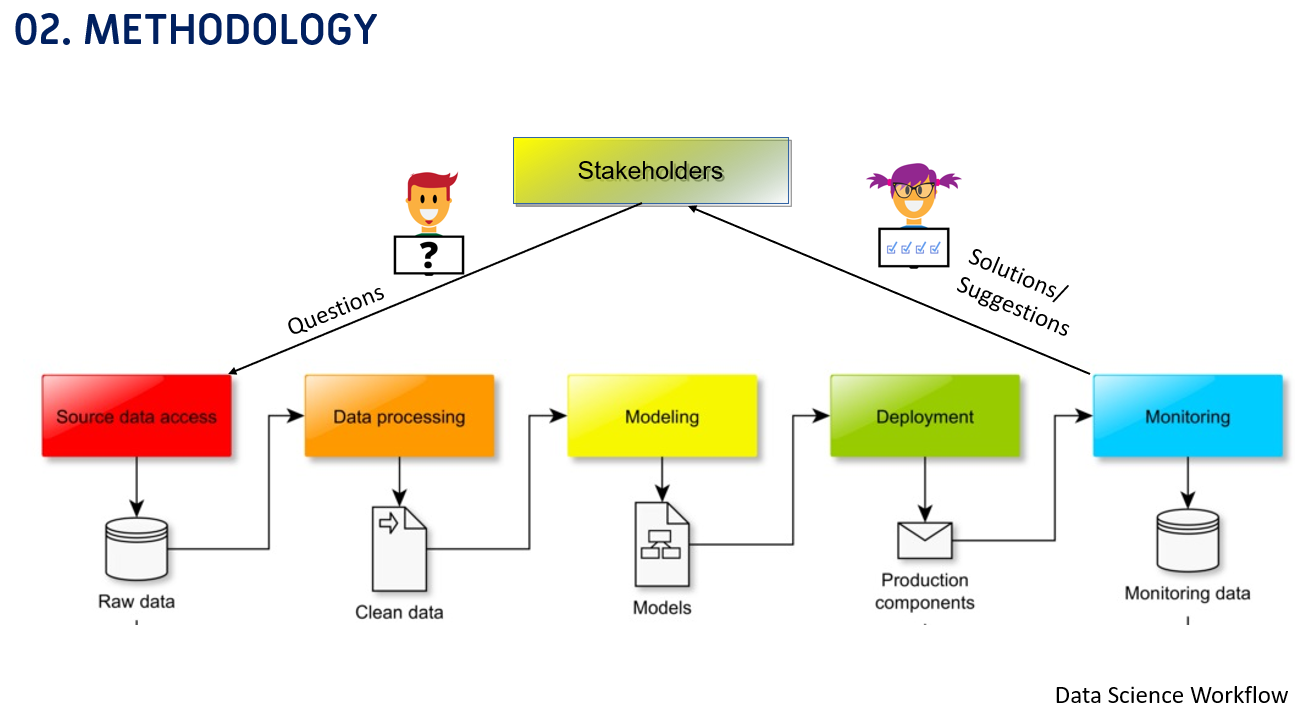 02. METHODOLOGY
Stakeholders
?
Questions
Solutions/
Suggestions
Source data access
Data processing
Modeling
Deployment
Monitoring
Raw data
Clean data
Models
Production
components
Monitoring data
Data Science Workflow